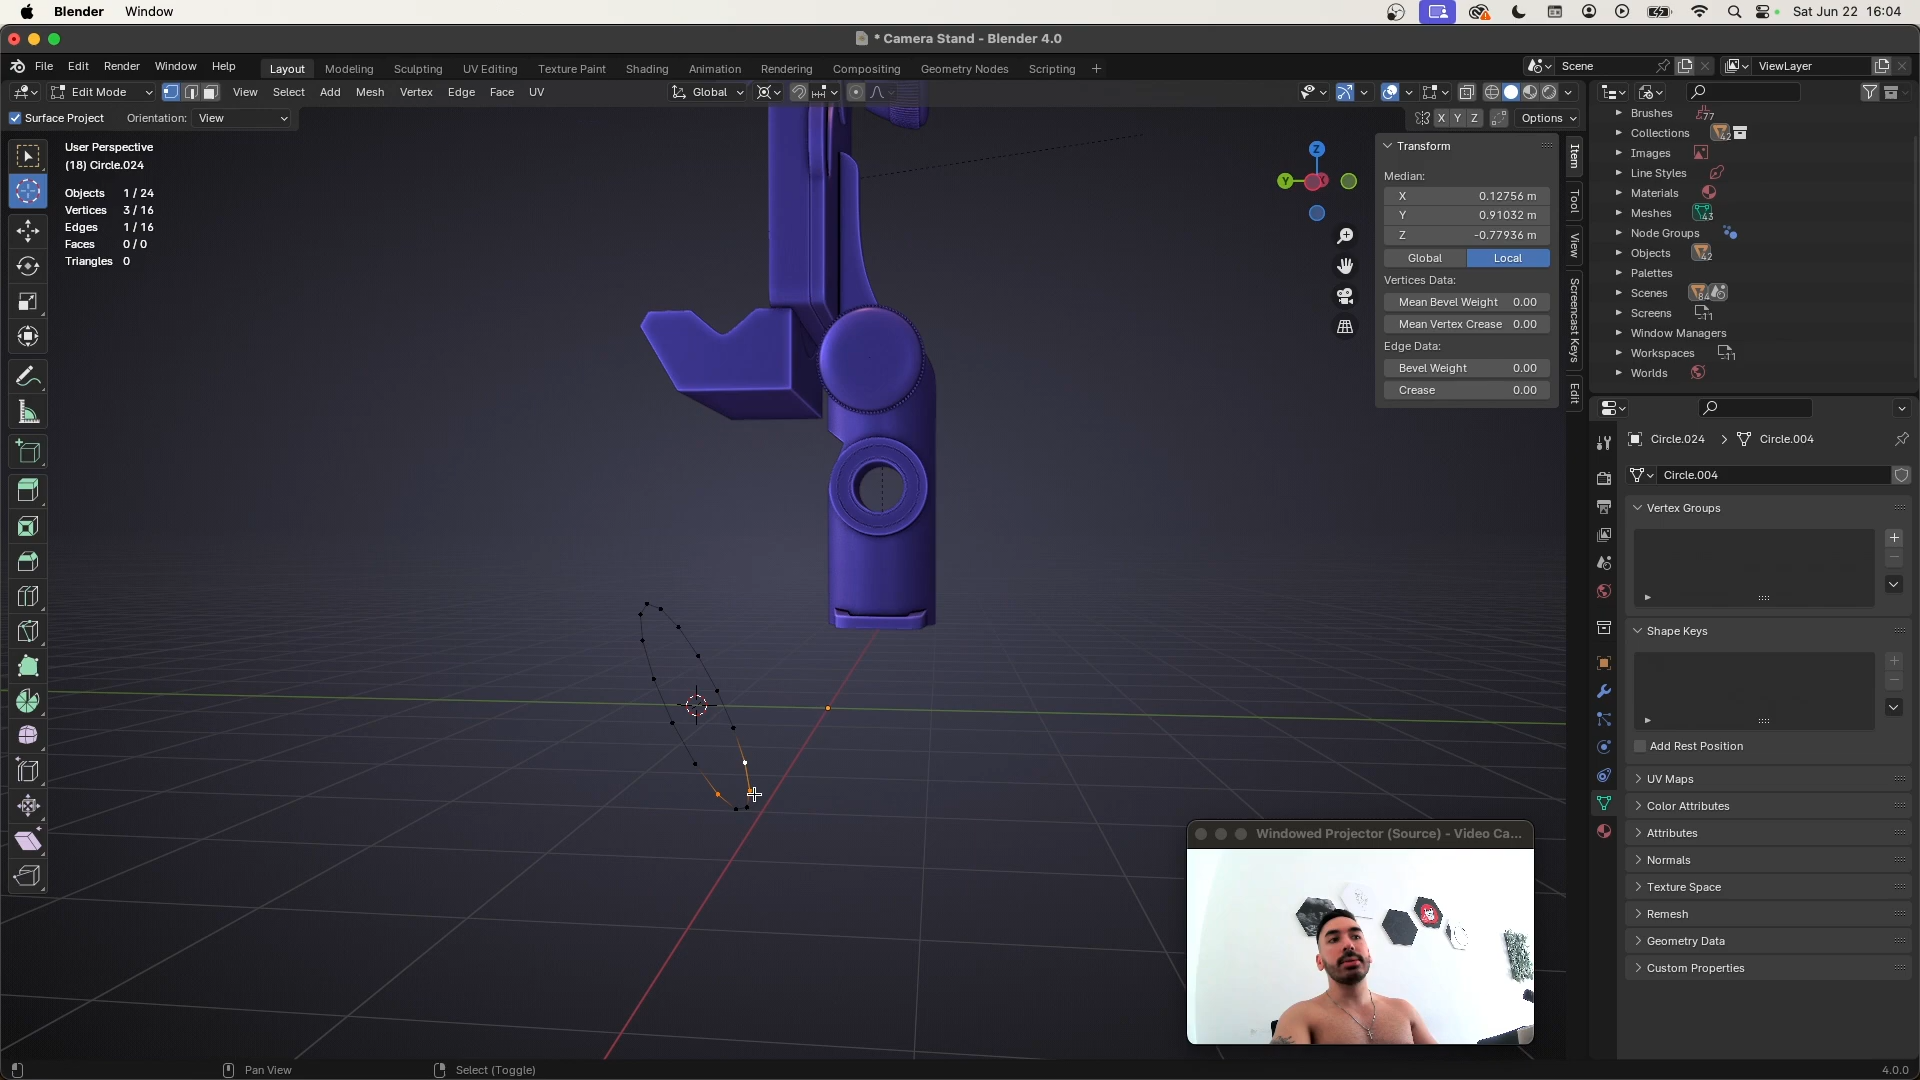 Blender Window Sat Jun 22 16:04
* Camera Stand - Blender 4.0
File Edit Render Window Help Layout Modeling Sculpting UV Editing Texture Paint Shading Animation Rendering Compositing Geometry Nodes Scripting + Scene ViewLayer
Edit Mode View Select Add Mesh Vertex Edge Face UV Global
Surface Project Orientation: View X Y Z Options
User Perspective
(18) Circle.024
Objects 1 / 24
Vertices 3 / 16
Edges 1 / 16
Faces 0 / 0
Triangles 0
Z
Y
X
Transform
Median:
X 0.12756 m
Y 0.91032 m
Z -0.77936 m
Global Local
Vertices Data:
Mean Bevel Weight 0.00
Mean Vertex Crease 0.00
Edge Data:
Bevel Weight 0.00
Crease 0.00
Item
Tool
View
Screencast Keys
Edit
Brushes 77
Collections 42
Images
Line Styles
Materials
Meshes 43
Node Groups
Objects 42
Palettes
Scenes 84
Screens 11
Window Managers
Workspaces 11
Worlds
Circle.024 Circle.004
Circle.004
Vertex Groups
Shape Keys
Add Rest Position
UV Maps
Color Attributes
Attributes
Normals
Texture Space
Remesh
Geometry Data
Custom Properties
Windowed Projector (Source) - Video Ca...
Pan View Select (Toggle) 4.0.0